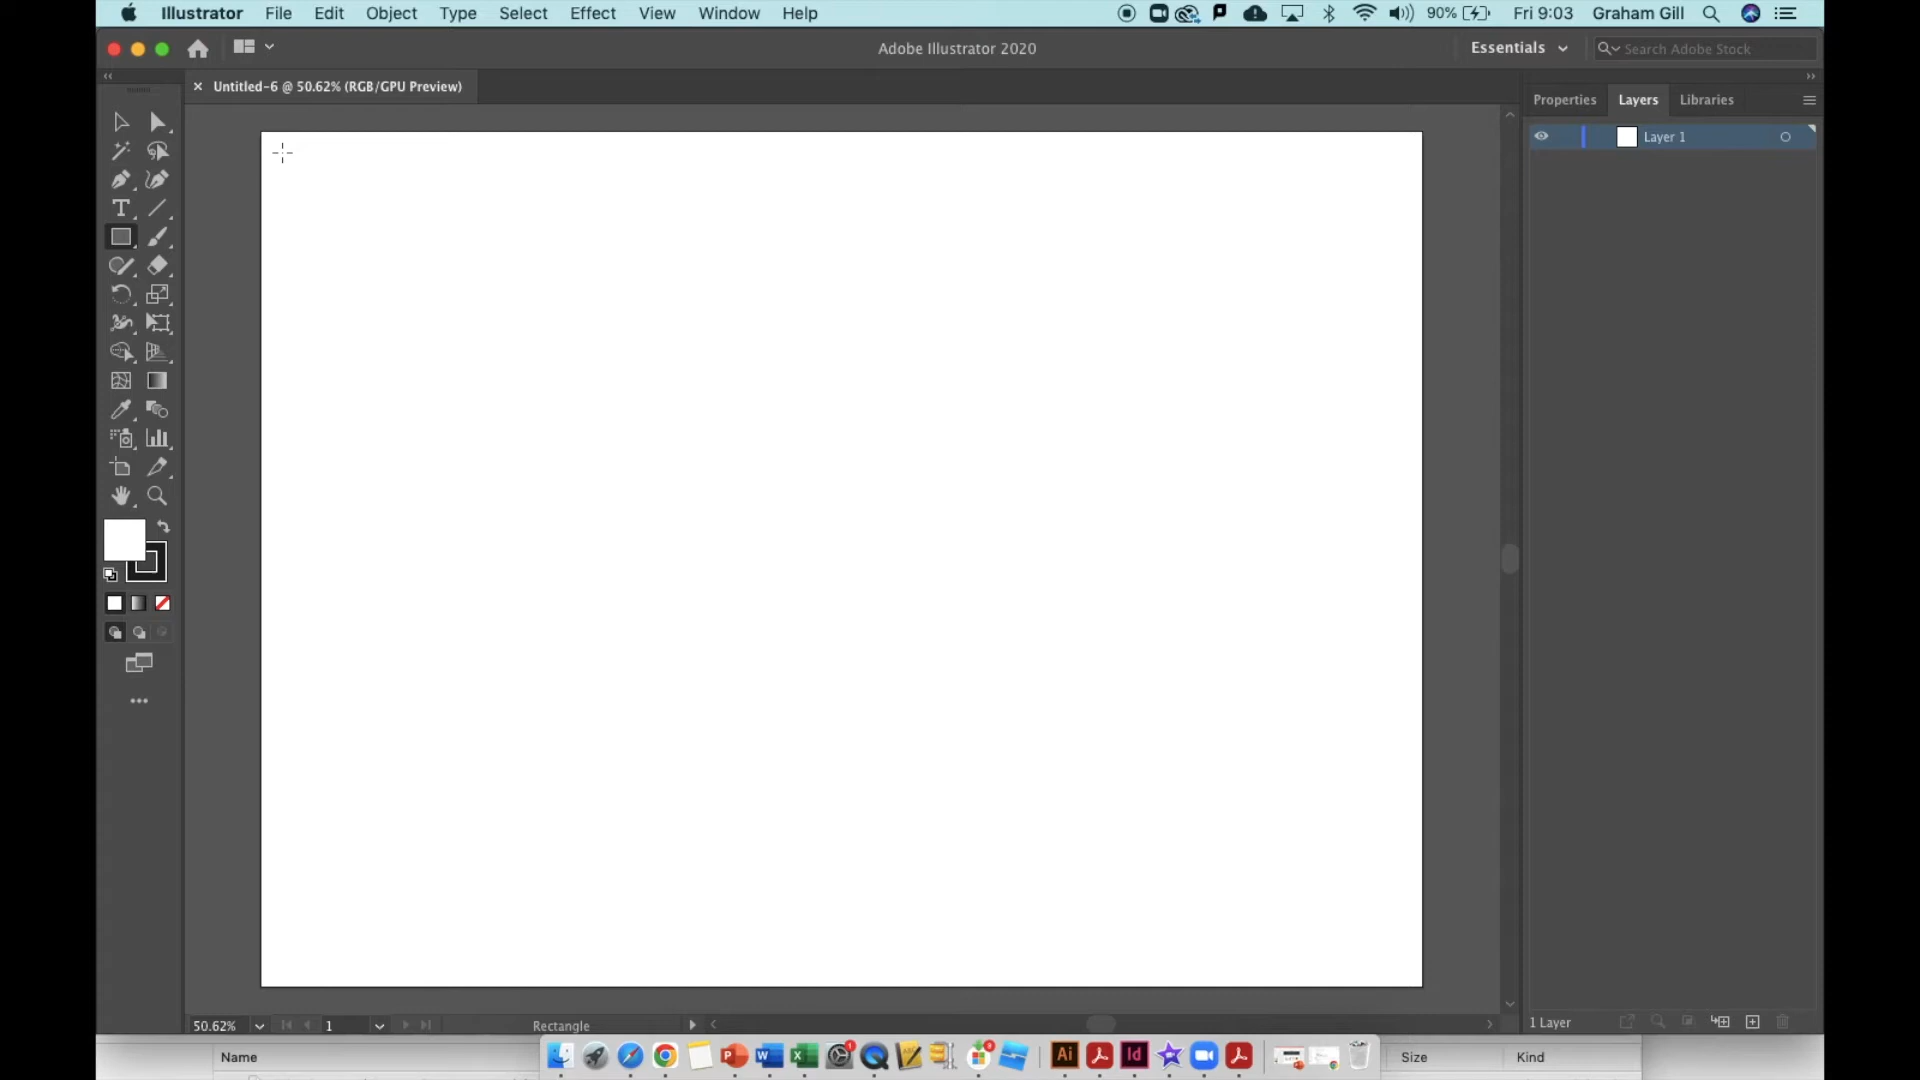 Illustrator File Edit Object Type Select Effect View Window Help 90% Fri 9:03 Graham Gill
Adobe Illustrator 2020 Essentials Search Adobe Stock
Untitled-6 @ 50.62% (RGB/GPU Preview)
Properties Layers Libraries
Layer 1
50.62% 1 Rectangle 1 Layer
Name Size Kind